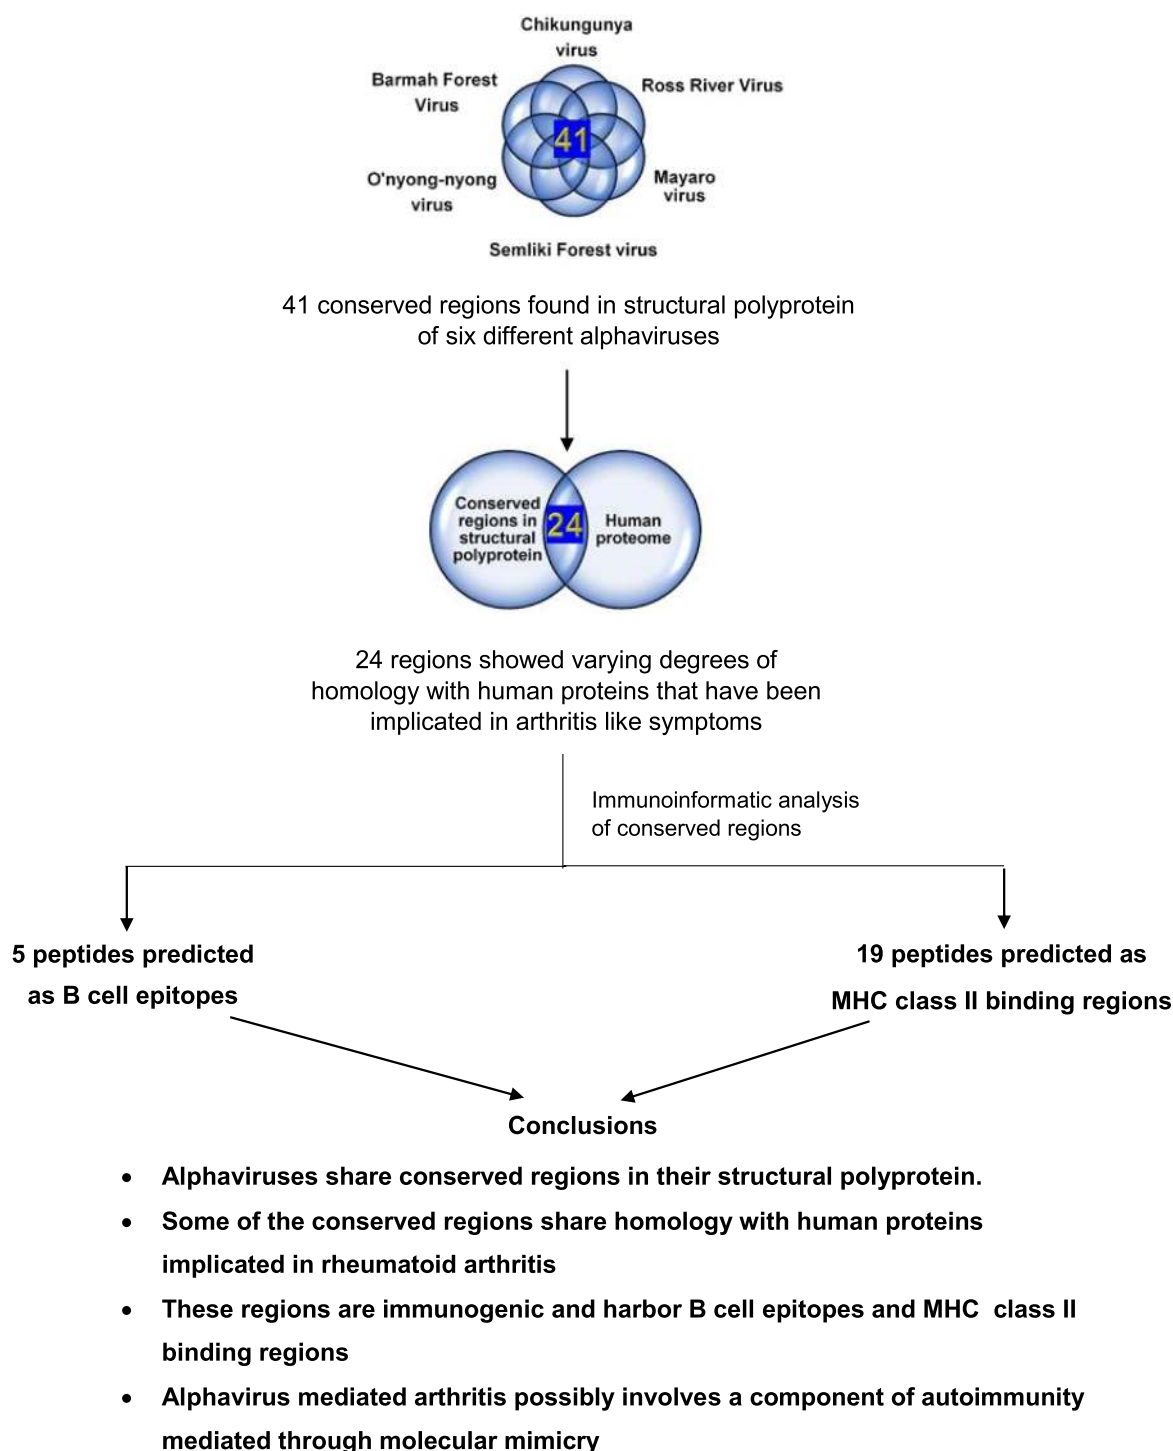 Chikungunya
virus
Barmah Forest
Virus
Ross River Virus
41
O'nyong-nyong
virus
Mayaro
virus
Semliki Forest virus
41 conserved regions found in structural polyprotein
of six different alphaviruses
Conserved
regions in
structural
polyprotein
24
Human
proteome
24 regions showed varying degrees of
homology with human proteins that have been
implicated in arthritis like symptoms
Immunoinformatic analysis
of conserved regions
5 peptides predicted
as B cell epitopes
19 peptides predicted as
MHC class II binding regions
Conclusions
• Alphaviruses share conserved regions in their structural polyprotein.
• Some of the conserved regions share homology with human proteins
implicated in rheumatoid arthritis
• These regions are immunogenic and harbor B cell epitopes and MHC class II
binding regions
• Alphavirus mediated arthritis possibly involves a component of autoimmunity
mediated through molecular mimicry